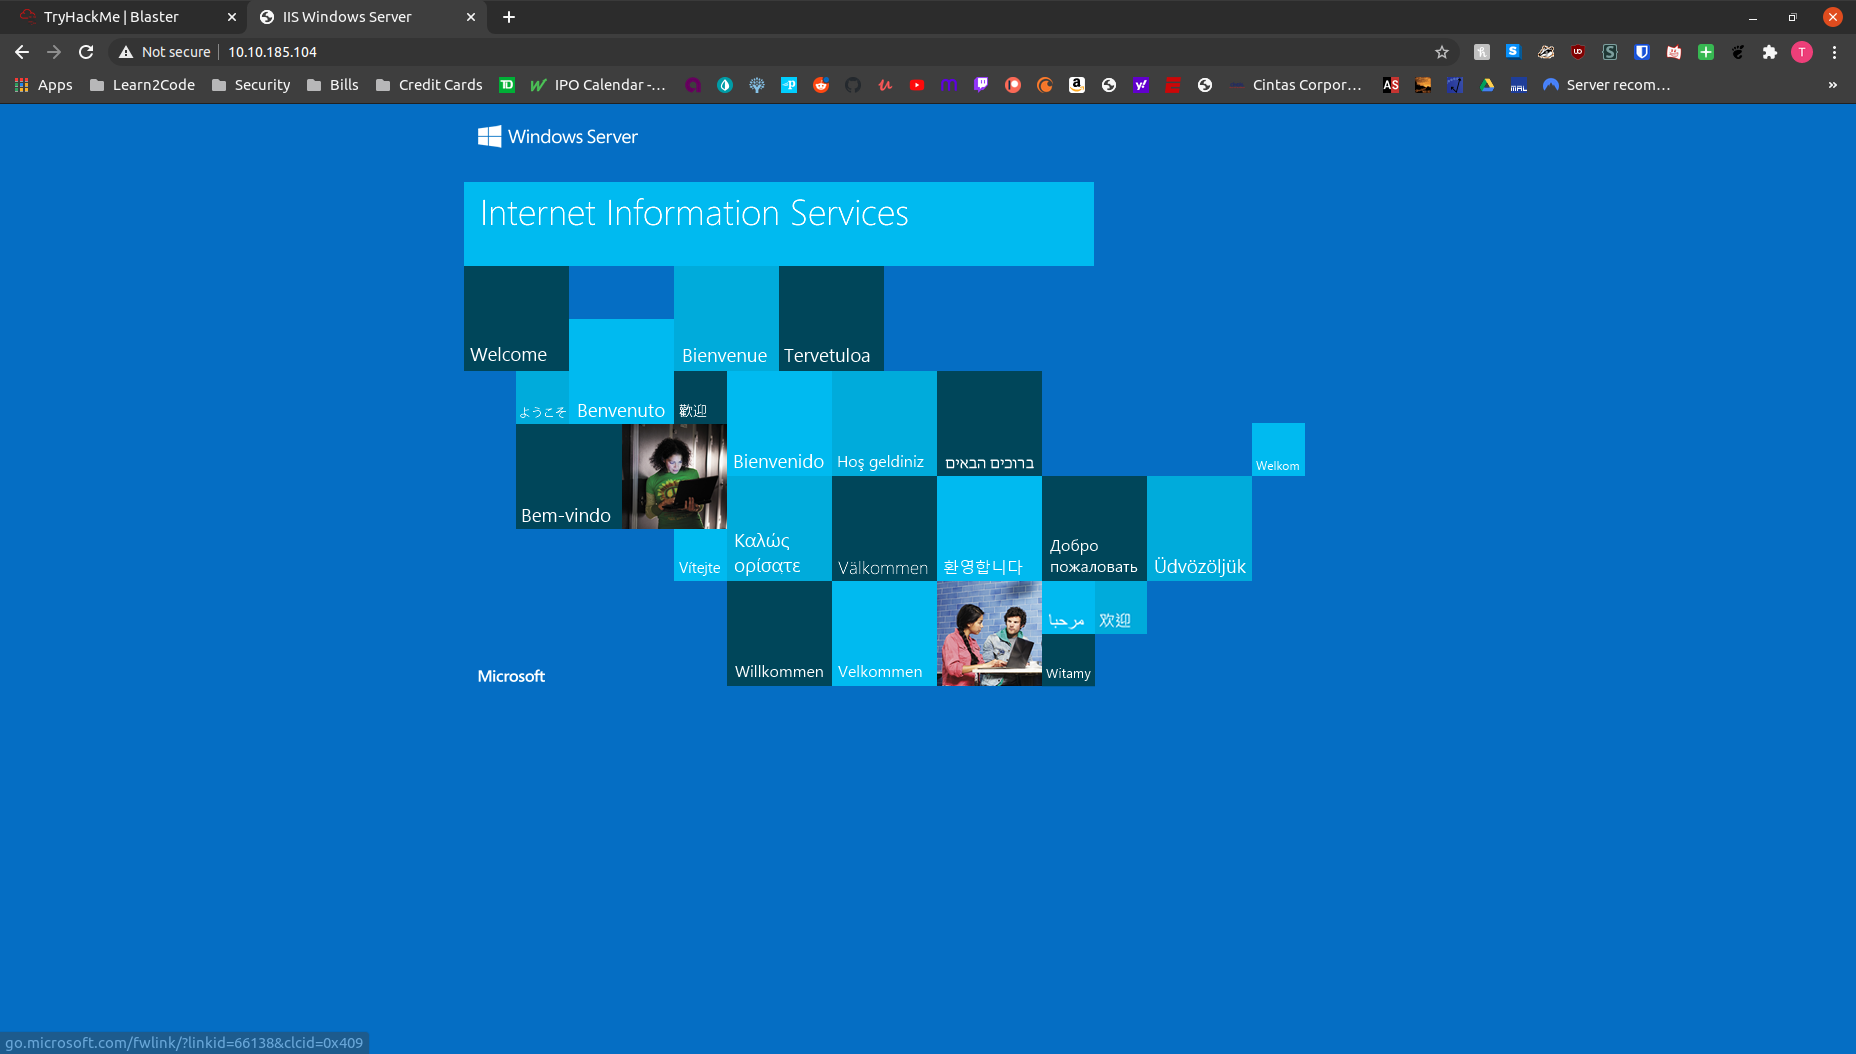 TryHackMe | Blaster
IIS Windows Server
Not secure
10.10.185.104
T
Apps
Learn2Code
Security
Bills
Credit Cards
IPO Calendar -...
Cintas Corpor...
AS
MAL
Server recom...
Windows Server
Internet Information Services
Welcome
Bienvenue
Tervetuloa
ようこそ
Benvenuto
歡迎
Bienvenido
Hoş geldiniz
ברוכים הבאים
Welkom
Bem-vindo
Vítejte
Καλώς
ορίσατε
Välkommen
환영합니다
Добро
пожаловать
Üdvözöljük
مرحبا
欢迎
Microsoft
Willkommen
Velkommen
Witamy
go.microsoft.com/fwlink/?linkid=66138&clcid=0x409